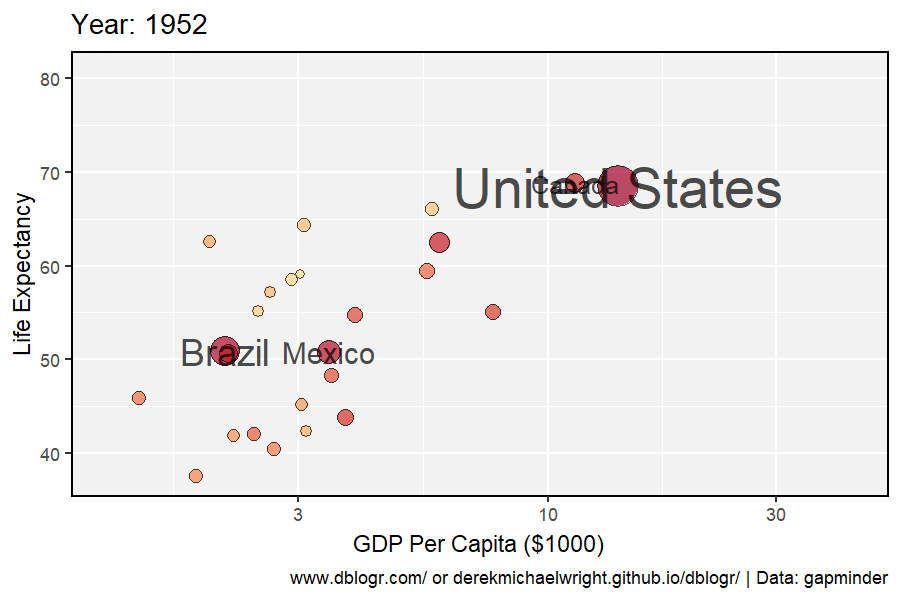 Year: 1952
80
70
60
50
40
United States
Canada
Brazil
Mexico
3
10
30
Life Expectancy
GDP Per Capita ($1000)
www.dblogr.com/ or derekmichaelwright.github.io/dblogr/ | Data: gapminder